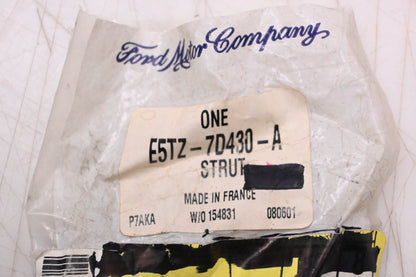 Ford Motor Company
ONE
E5TZ-7D430-A
STRUT
MADE IN FRANCE
P7AKA W/O 154831 080601